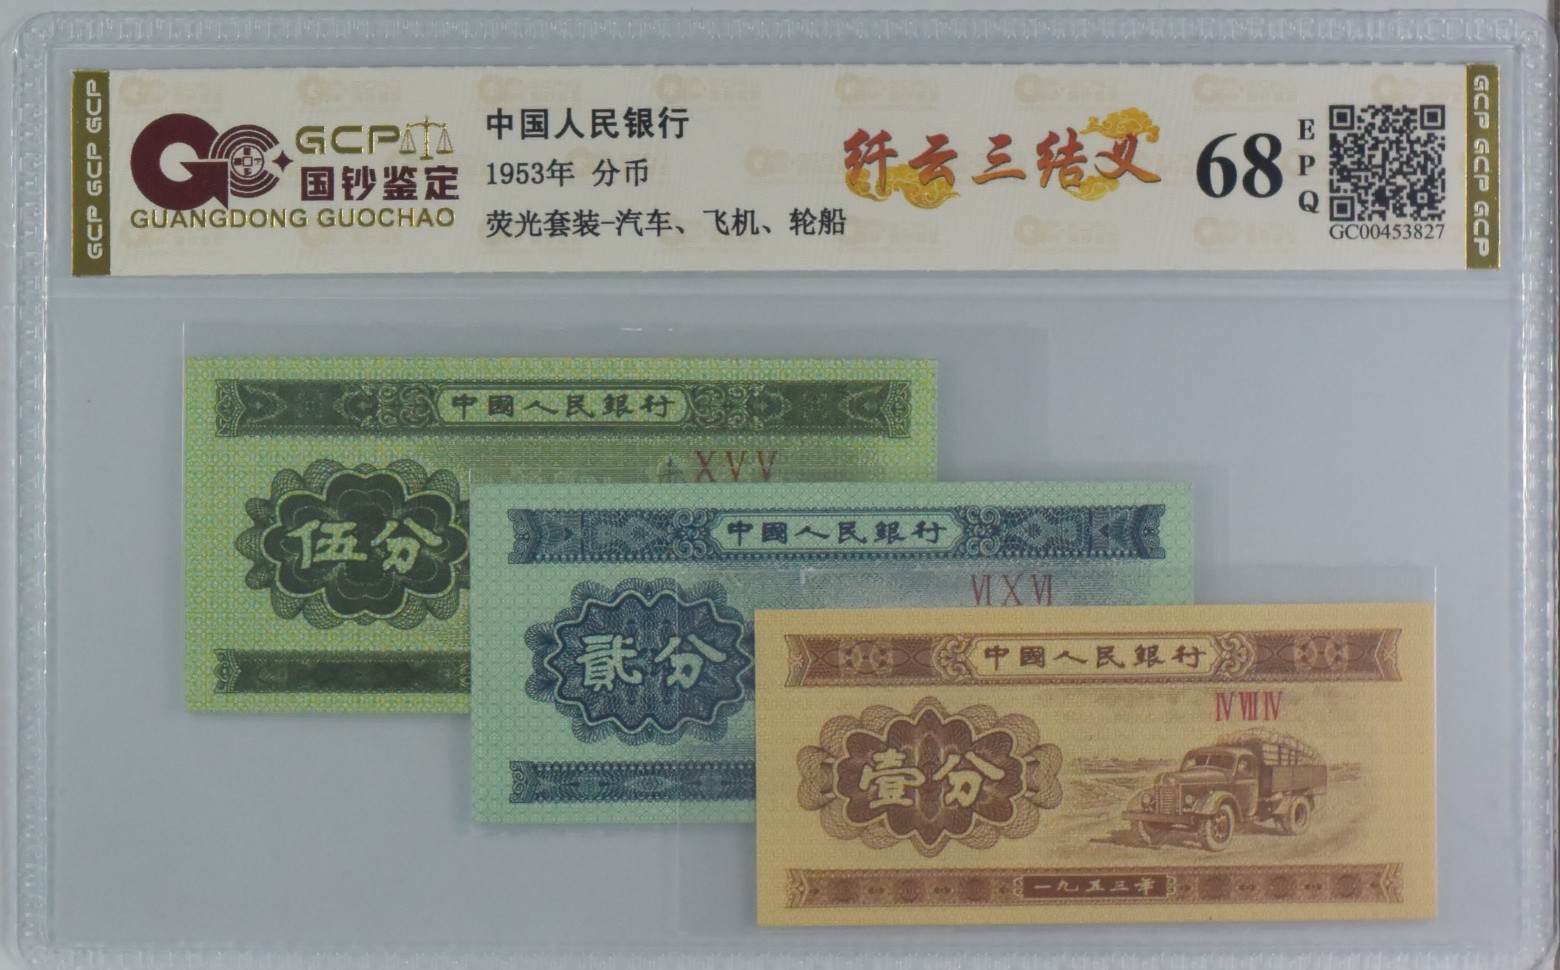 GCP GCP GCP
GCP
国钞鉴定
GUANGDONG GUOCHAO
中国人民银行
1953年 分币
荧光套装-汽车、飞机、轮船
纤云三结义
68
EPQ
GC00453827
GCP GCP GCP
中國人民銀行
XVV
伍分
中國人民銀行
VI X VI
貳分
中國人民銀行
IV VIII IV
壹分
一九五三年